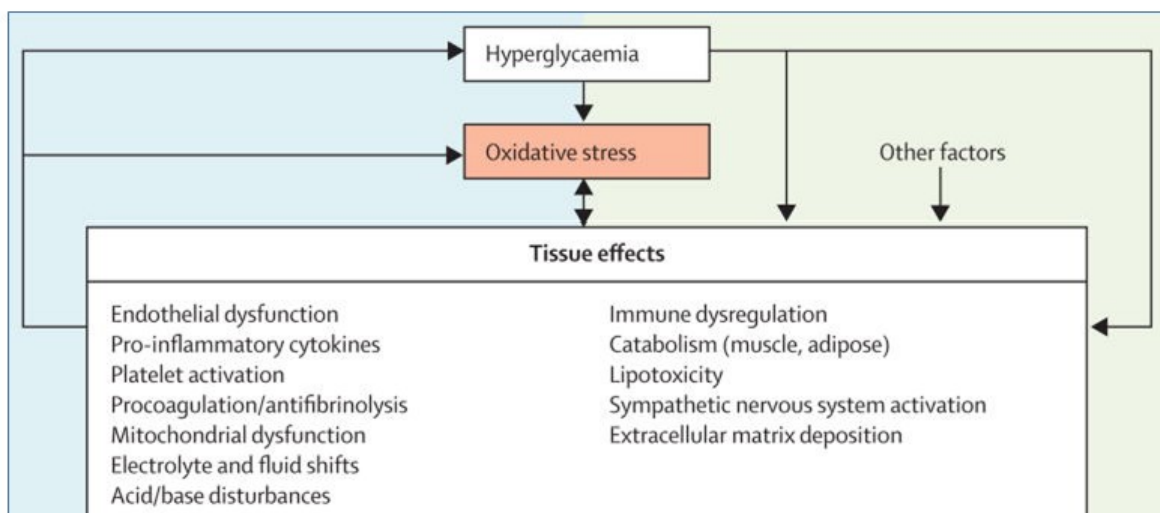 Hyperglycaemia
Oxidative stress
Other factors
Tissue effects
Endothelial dysfunction
Pro-inflammatory cytokines
Platelet activation
Procoagulation/antifibrinolysis
Mitochondrial dysfunction
Electrolyte and fluid shifts
Acid/base disturbances
Immune dysregulation
Catabolism (muscle, adipose)
Lipotoxicity
Sympathetic nervous system activation
Extracellular matrix deposition